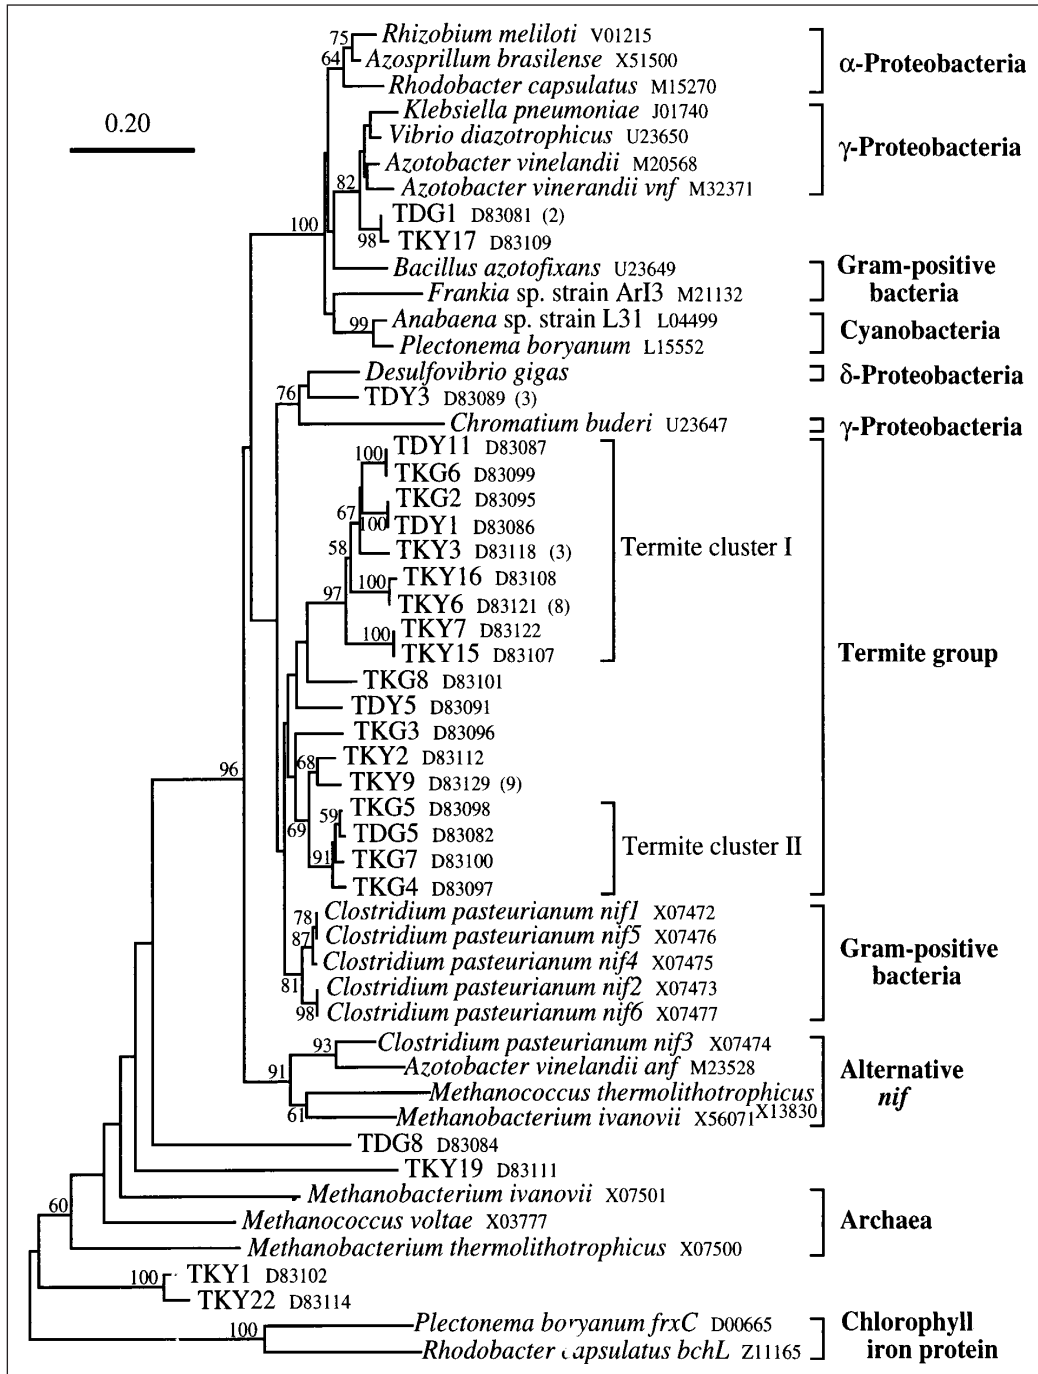 75 Rhizobium meliloti V01215
64 Azosprillum brasilense X51500
Rhodobacter capsulatus M15270
α-Proteobacteria
0.20
Klebsiella pneumoniae J01740
Vibrio diazotrophicus U23650
Azotobacter vinelandii M20568
82 Azotobacter vinerandii vnf M32371
γ-Proteobacteria
TDG1 D83081 (2)
100 98 TKY17 D83109
Bacillus azotofixans U23649
Frankia sp. strain ArI3 M21132
Gram-positive
bacteria
99 Anabaena sp. strain L31 L04499
Plectonema boryanum L15552
Cyanobacteria
Desulfovibrio gigas
δ-Proteobacteria
76 TDY3 D83089 (3)
Chromatium buderi U23647
γ-Proteobacteria
100 TDY11 D83087
TKG6 D83099
TKG2 D83095
67 100 TDY1 D83086
58 TKY3 D83118 (3)
Termite cluster I
100 TKY16 D83108
97 TKY6 D83121 (8)
100 TKY7 D83122
TKY15 D83107
Termite group
TKG8 D83101
TDY5 D83091
TKG3 D83096
68 TKY2 D83112
96 TKY9 D83129 (9)
59 TKG5 D83098
69 TDG5 D83082
Termite cluster II
91 TKG7 D83100
TKG4 D83097
78 Clostridium pasteurianum nif1 X07472
87 Clostridium pasteurianum nif5 X07476
Clostridium pasteurianum nif4 X07475
Gram-positive
bacteria
81 Clostridium pasteurianum nif2 X07473
98 Clostridium pasteurianum nif6 X07477
93 Clostridium pasteurianum nif3 X07474
91 Azotobacter vinelandii anf M23528
Alternative
nif
Methanococcus thermolithotrophicus
X13830
61 Methanobacterium ivanovii X56071
TDG8 D83084
TKY19 D83111
Methanobacterium ivanovii X07501
60 Methanococcus voltae X03777
Archaea
Methanobacterium thermolithotrophicus X07500
100 TKY1 D83102
TKY22 D83114
100 Plectonema boryanum frxC D00665
Rhodobacter capsulatus bchL Z11165
Chlorophyll
iron protein